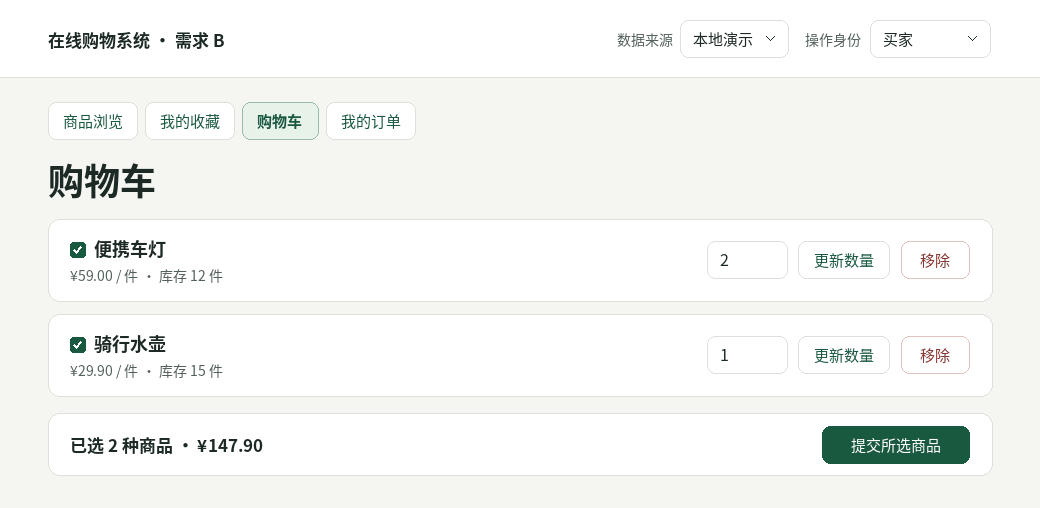 在线购物系统 · 需求 B
数据来源 本地演示 操作身份 买家
商品浏览 我的收藏 购物车 我的订单
购物车
便携车灯
¥59.00 / 件 · 库存 12 件
2 更新数量 移除
骑行水壶
¥29.90 / 件 · 库存 15 件
1 更新数量 移除
已选 2 种商品 · ¥147.90 提交所选商品